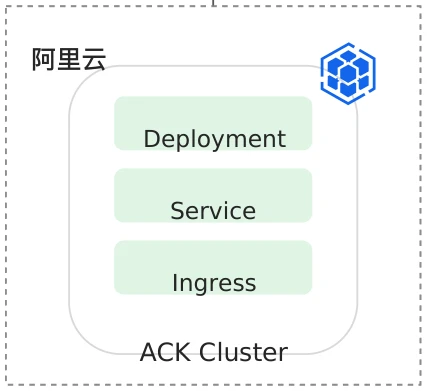 阿里云
Deployment
Service
Ingress
ACK Cluster